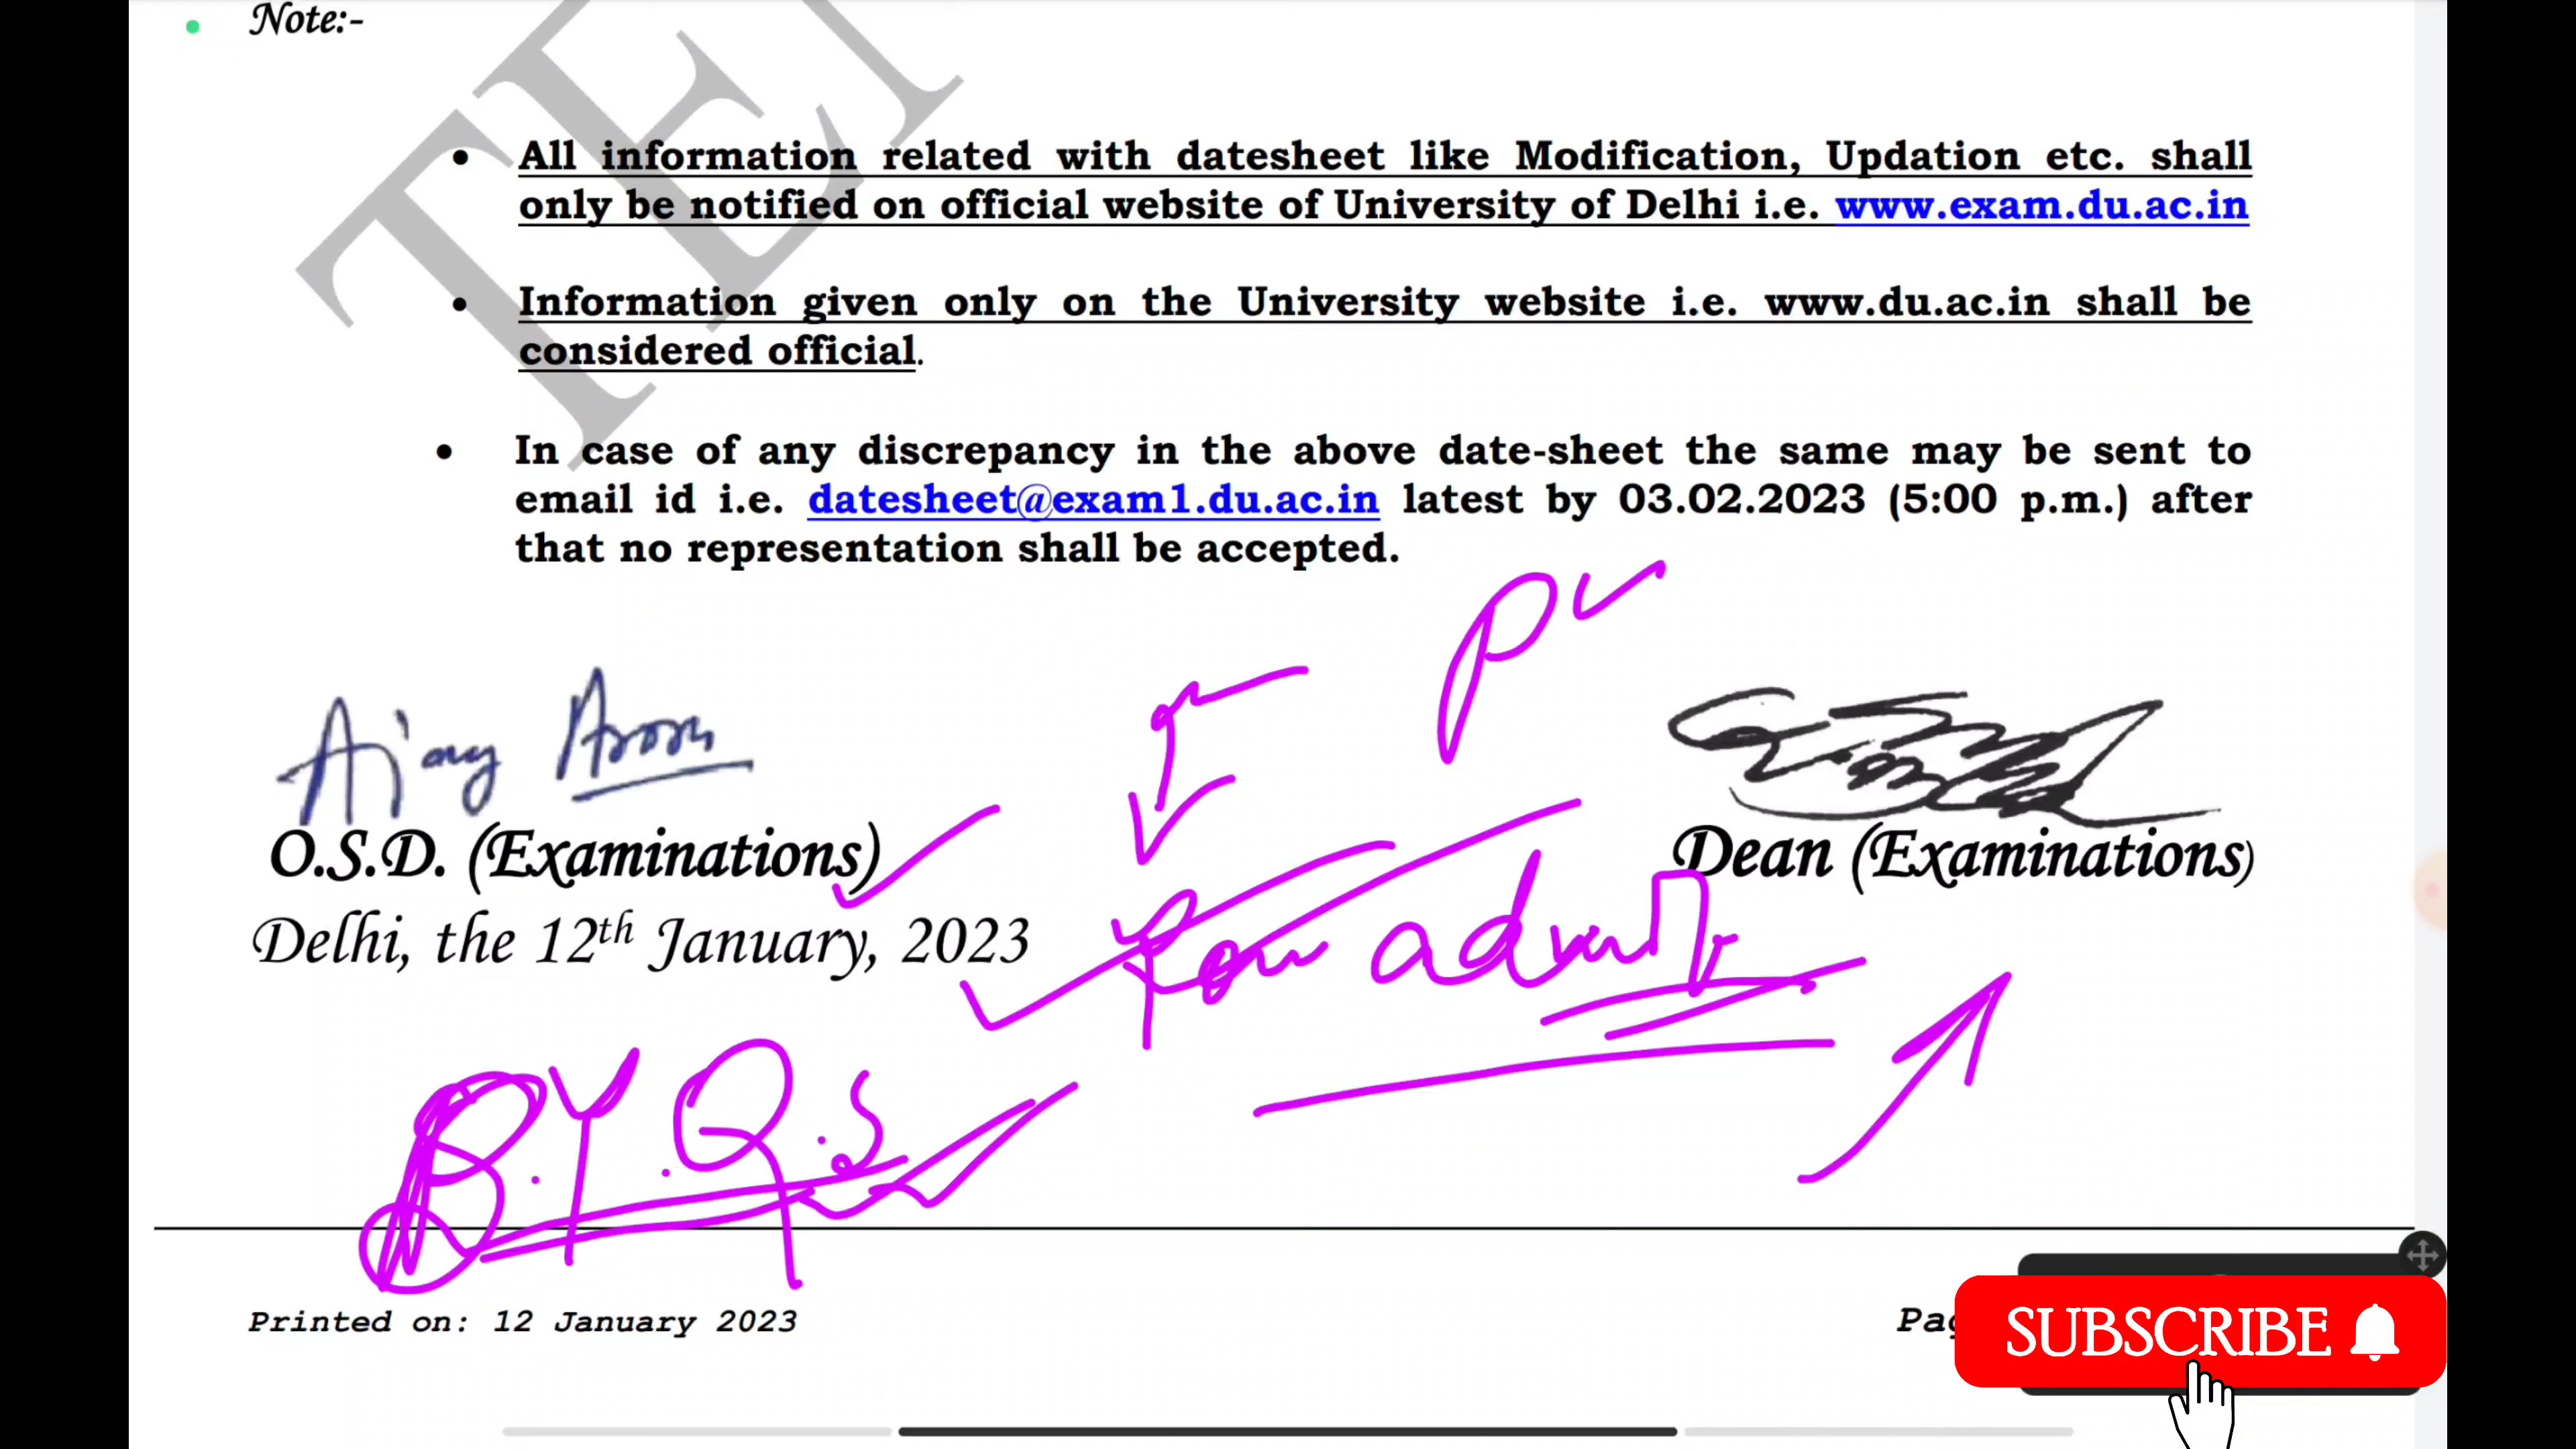 Note:-
All information related with datesheet like Modification, Updation etc. shall
only be notified on official website of University of Delhi i.e. www.exam.du.ac.in
Information given only on the University website i.e. www.du.ac.in shall be
considered official.
In case of any discrepancy in the above date-sheet the same may be sent to
email id i.e. datesheet@exam1.du.ac.in latest by 03.02.2023 (5:00 p.m.) after
that no representation shall be accepted.
P
Ajay Arora
O.S.D. (Examinations)
Dean (Examinations)
Delhi, the 12th January, 2023
P.Y.Q.s
Printed on: 12 January 2023
SUBSCRIBE